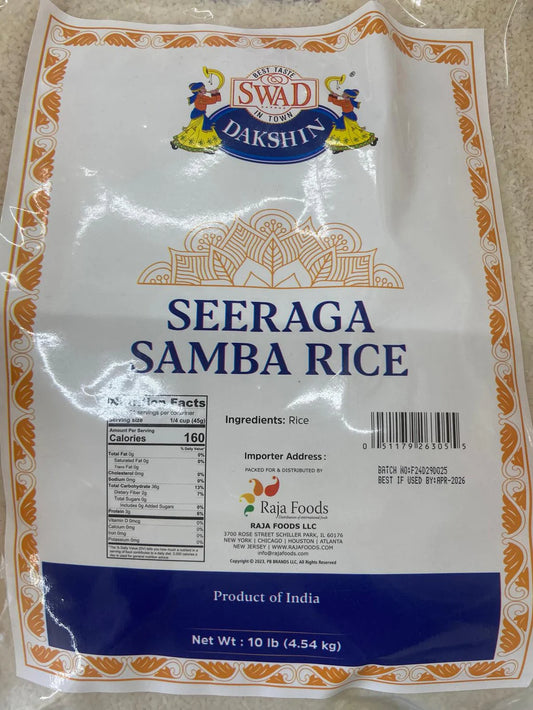 BEST TASTE
SWAD
IN TOWN
DAKSHIN
SEERAGA
SAMBA RICE
Facts
servings per container
Serving size 1/4 cup (45g)
Amount Per Serving
Calories 160
% Daily Value
Total Fat 0g 0%
Saturated Fat 0g 0%
Trans Fat 0g
Cholesterol 0mg 0%
Sodium 0mg 0%
Total Carbohydrate 36g 13%
Dietary Fiber 2g 7%
Total Sugars 0g
Includes 0g Added Sugars 0%
Protein 3g 6%
Vitamin D 0mcg 0%
Calcium 0mg 0%
Iron 0mg 0%
Potassium 0mg 0%
Ingredients: Rice
Importer Address :
PACKED FOR & DISTRIBUTED BY
Raja Foods
RAJA FOODS LLC
3700 ROSE STREET SCHILLER PARK, IL 60176
NEW YORK | CHICAGO | HOUSTON | ATLANTA
NEW JERSEY | WWW.RAJAFOODS.COM
info@rajafoods.com
Copyright © 2023, PB BRANDS LLC, All Rights Reserved
0 51179 26305 5
BATCH NO:F24D29D025
BEST IF USED BY:APR-2026
Product of India
Net Wt : 10 lb (4.54 kg)